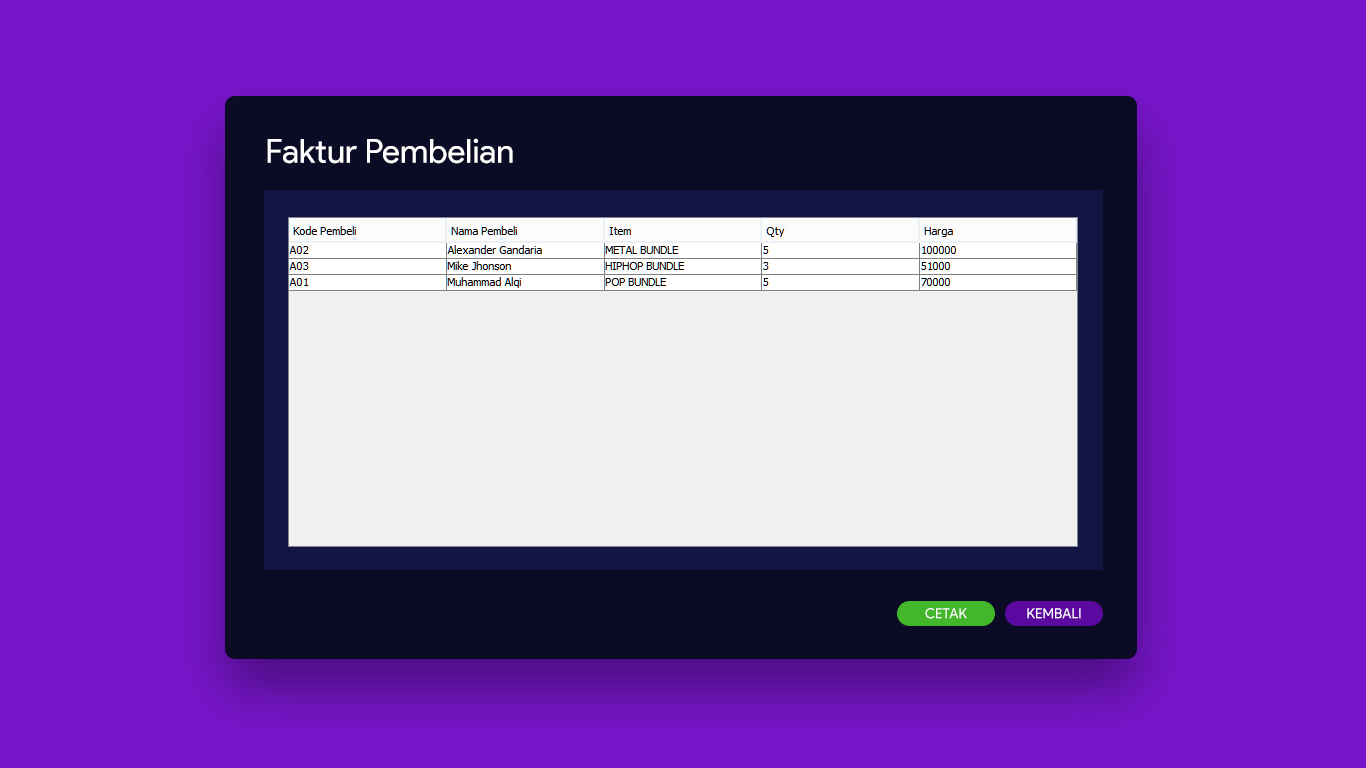 Faktur Pembelian
Kode Pembeli Nama Pembeli Item Qty Harga
A02 Alexander Gandaria METAL BUNDLE 5 100000
A03 Mike Jhonson HIPHOP BUNDLE 3 51000
A01 Muhammad Alqi POP BUNDLE 5 70000
CETAK KEMBALI